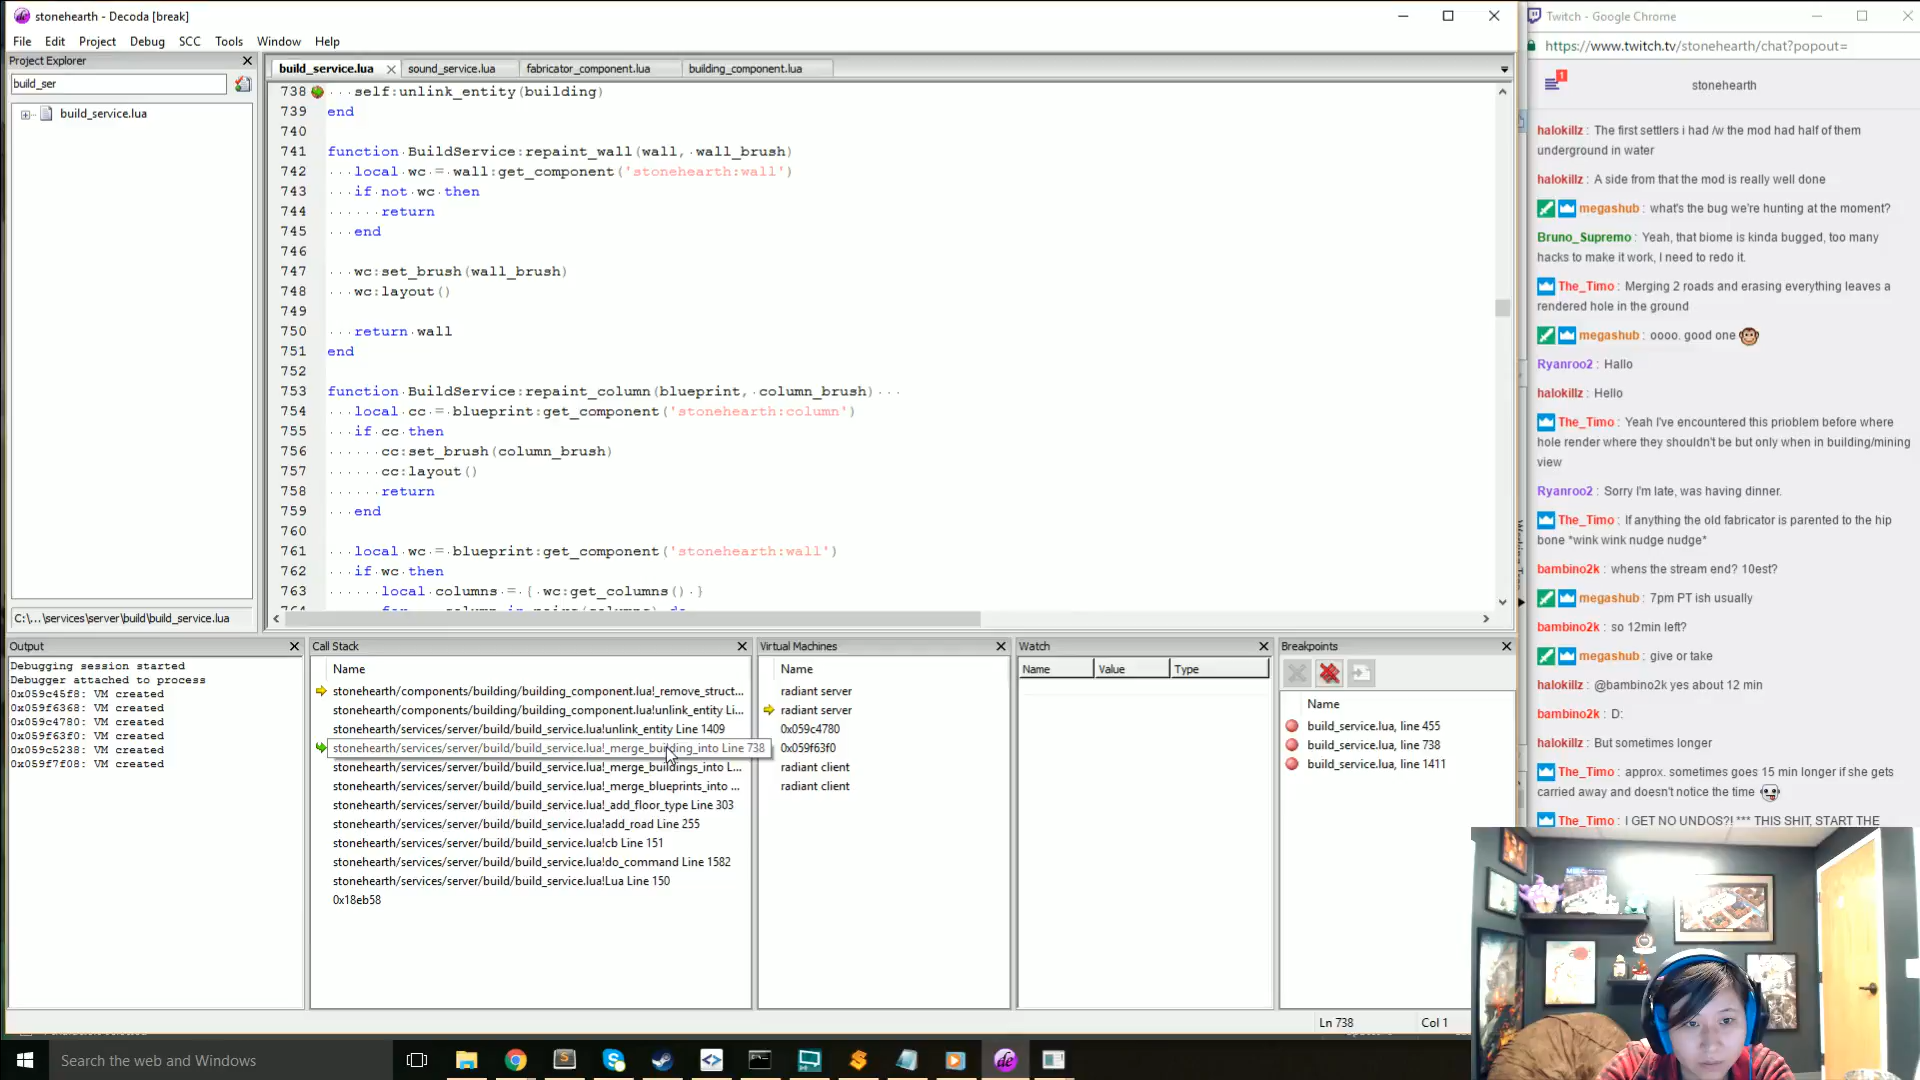 stonehearth - Decoda [break]
File Edit Project Debug SCC Tools Window Help
Project Explorer
build_ser
build_service.lua
C:\...\services\server\build\build_service.lua
build_service.lua sound_service.lua fabricator_component.lua building_component.lua
738 ... self:unlink_entity(building)
739 end
740
741 function BuildService:repaint_wall(wall, wall_brush)
742 ... local wc = wall:get_component('stonehearth:wall')
743 ... if not wc then
744 ...... return
745 ... end
746
747 ... wc:set_brush(wall_brush)
748 ... wc:layout()
749
750 ... return wall
751 end
752
753 function BuildService:repaint_column(blueprint, column_brush) ...
754 ... local cc = blueprint:get_component('stonehearth:column')
755 ... if cc then
756 ...... cc:set_brush(column_brush)
757 ...... cc:layout()
758 ...... return
759 ... end
760
761 ... local wc = blueprint:get_component('stonehearth:wall')
762 ... if wc then
763 ...... local columns = { wc:get_columns() }
Output
Debugging session started
Debugger attached to process
0x059c45f8: VM created
0x059f6368: VM created
0x059c4780: VM created
0x059f63f0: VM created
0x059c5238: VM created
0x059f7f08: VM created
Call Stack
Name
stonehearth/components/building/building_component.lua!_remove_struct...
stonehearth/components/building/building_component.lua!unlink_entity Li...
stonehearth/services/server/build/build_service.lua!unlink_entity Line 1409
stonehearth/services/server/build/build_service.lua!_merge_building_into Line 738
stonehearth/services/server/build/build_service.lua!_merge_buildings_into L...
stonehearth/services/server/build/build_service.lua!_merge_blueprints_into ...
stonehearth/services/server/build/build_service.lua!_add_floor_type Line 303
stonehearth/services/server/build/build_service.lua!add_road Line 255
stonehearth/services/server/build/build_service.lua!cb Line 151
stonehearth/services/server/build/build_service.lua!do_command Line 1582
stonehearth/services/server/build/build_service.lua!Lua Line 150
0x18eb58
Virtual Machines
Name
radiant server
radiant server
0x059c4780
0x059f63f0
radiant client
radiant client
Watch
Name Value Type
Breakpoints
Name
build_service.lua, line 455
build_service.lua, line 738
build_service.lua, line 1411
Ln 738 Col 1
Search the web and Windows
Twitch - Google Chrome
https://www.twitch.tv/stonehearth/chat?popout=
1
stonehearth
halokillz : The first settlers i had /w the mod had half of them
underground in water
halokillz : A side from that the mod is really well done
megashub : what's the bug we're hunting at the moment?
Bruno_Supremo : Yeah, that biome is kinda bugged, too many
hacks to make it work, I need to redo it.
The_Timo : Merging 2 roads and erasing everything leaves a
rendered hole in the ground
megashub : oooo. good one
Ryanroo2 : Hallo
halokillz : Hello
The_Timo : Yeah I've encountered this prioblem before where
hole render where they shouldn't be but only when in building/mining
view
Ryanroo2 : Sorry I'm late, was having dinner.
The_Timo : If anything the old fabricator is parented to the hip
bone *wink wink nudge nudge*
bambino2k : whens the stream end? 10est?
megashub : 7pm PT ish usually
bambino2k : so 12min left?
megashub : give or take
halokillz : @bambino2k yes about 12 min
bambino2k : D:
halokillz : But sometimes longer
The_Timo : approx. sometimes goes 15 min longer if she gets
carried away and doesn't notice the time
The_Timo : I GET NO UNDOS?! *** THIS SHIT, START THE